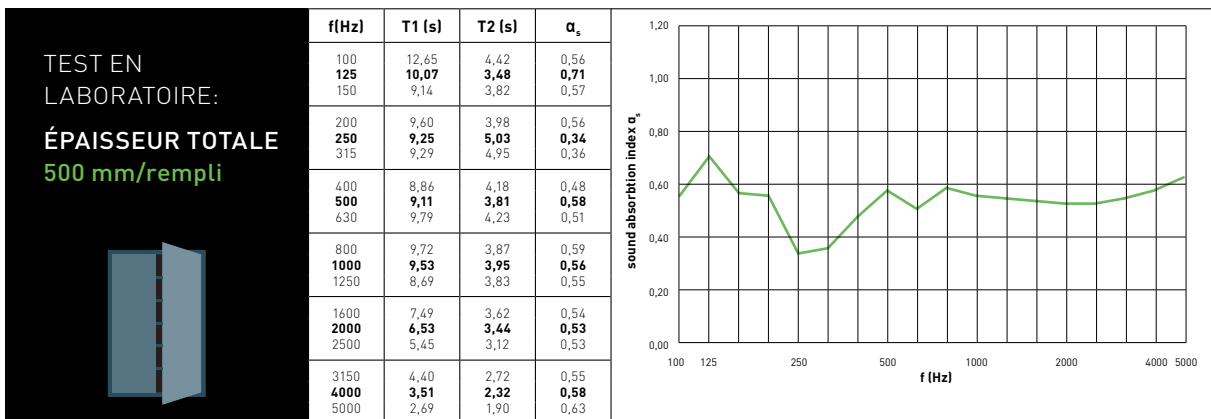 TEST EN
LABORATOIRE:
ÉPAISSEUR TOTALE
500 mm/rempli
f(Hz) T1 (s) T2 (s) αs
100 12,65 4,42 0,56
125 10,07 3,48 0,71
150 9,14 3,82 0,57
200 9,60 3,98 0,56
250 9,25 5,03 0,34
315 9,29 4,95 0,36
400 8,86 4,18 0,48
500 9,11 3,81 0,58
630 9,79 4,23 0,51
800 9,72 3,87 0,59
1000 9,53 3,95 0,56
1250 8,69 3,83 0,55
1600 7,49 3,62 0,54
2000 6,53 3,44 0,53
2500 5,45 3,12 0,53
3150 4,40 2,72 0,55
4000 3,51 2,32 0,58
5000 2,69 1,90 0,63
sound absorbtion index αs
1,20
1,00
0,80
0,60
0,40
0,20
0,00
100 125 250 500 1000 2000 4000 5000
f (Hz)